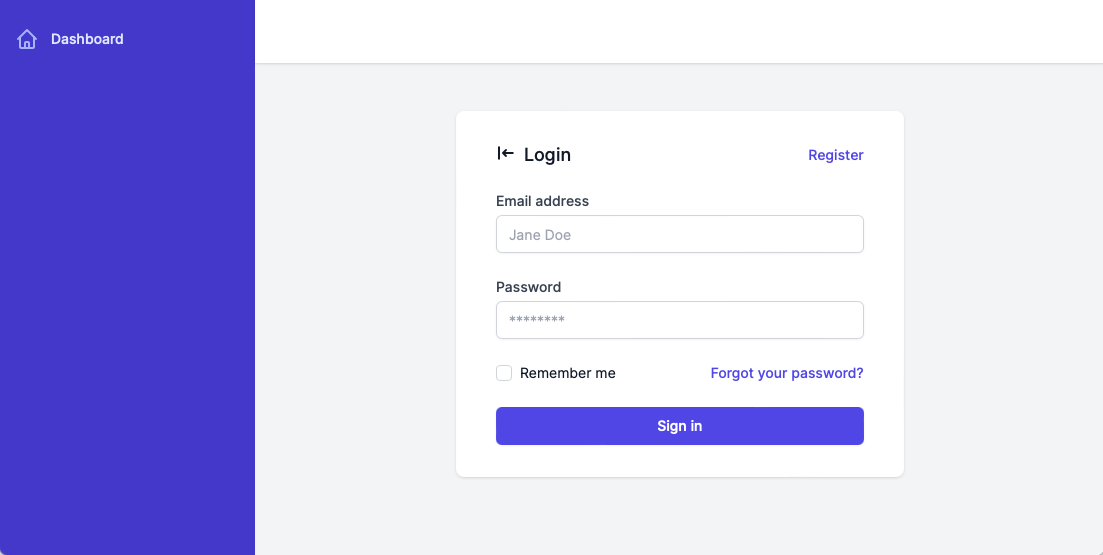 Dashboard
Login
Register
Email address
Jane Doe
Password
********
Remember me
Forgot your password?
Sign in